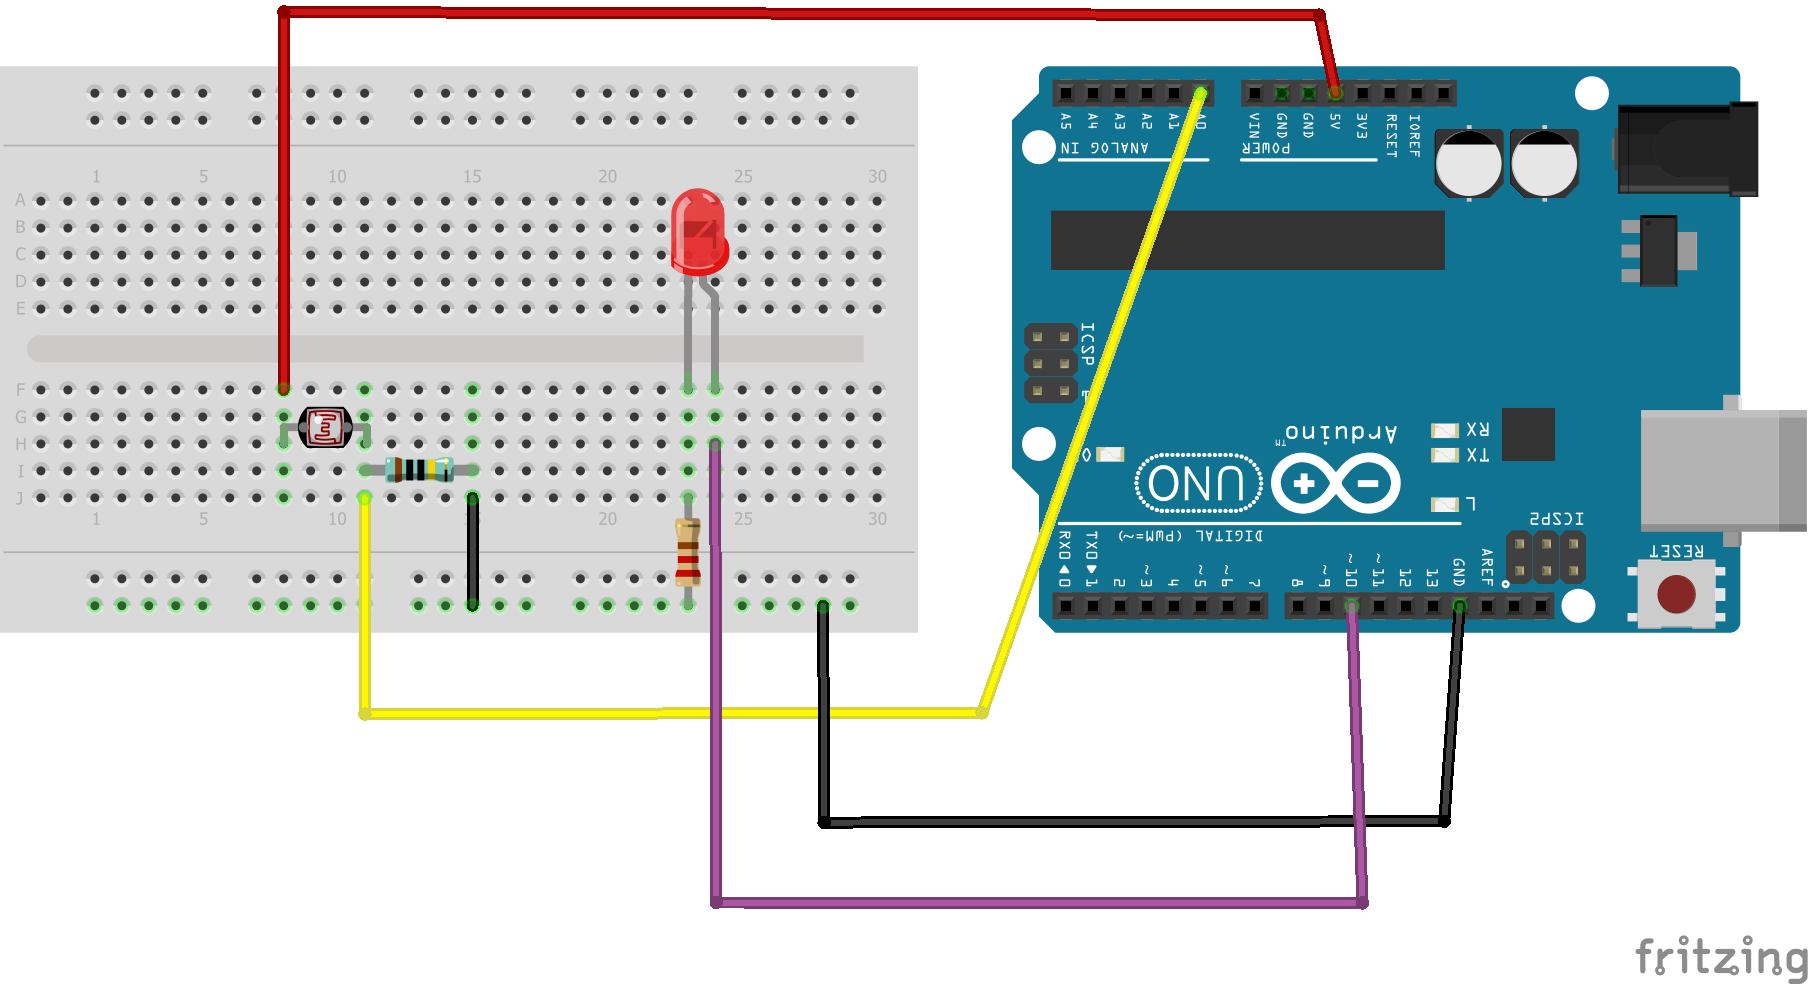 A5 A4 A3 A2 A1 A0 VIN GND GND 5V 3V3 RESET IOREF
ANALOG IN POWER
1 5 10 15 20 25 30
A
B
C
D
E
ICSP
F
G
H
I
J
Arduino™ RX
TX
UNO
L
1 5 10 20 25 30
ICSP2
DIGITAL (PWM=~)
RESET
RX0 TX0 AREF
0 1 2 ~3 4 ~5 ~6 7 8 ~9 ~10 ~11 12 13 GND
fritzing